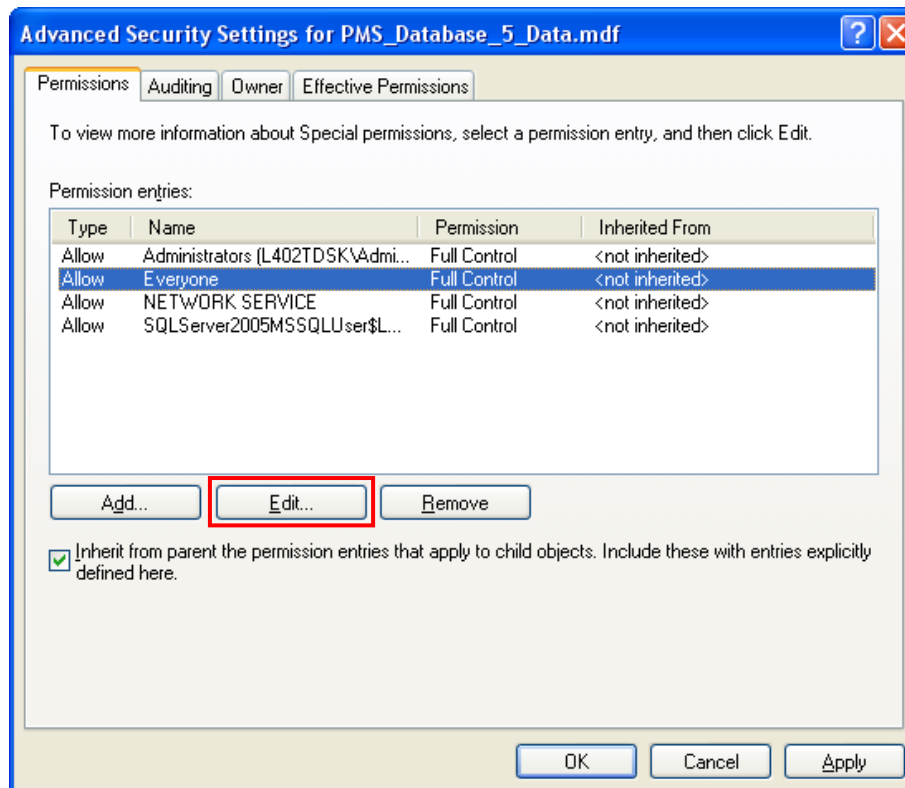 Advanced Security Settings for PMS_Database_5_Data.mdf
Permissions Auditing Owner Effective Permissions
To view more information about Special permissions, select a permission entry, and then click Edit.
Permission entries:
Type Name Permission Inherited From
Allow Administrators (L402TDSK\Admi... Full Control <not inherited>
Allow Everyone Full Control <not inherited>
Allow NETWORK SERVICE Full Control <not inherited>
Allow SQLServer2005MSSQLUser$L... Full Control <not inherited>
Add... Edit... Remove
Inherit from parent the permission entries that apply to child objects. Include these with entries explicitly
defined here.
OK Cancel Apply